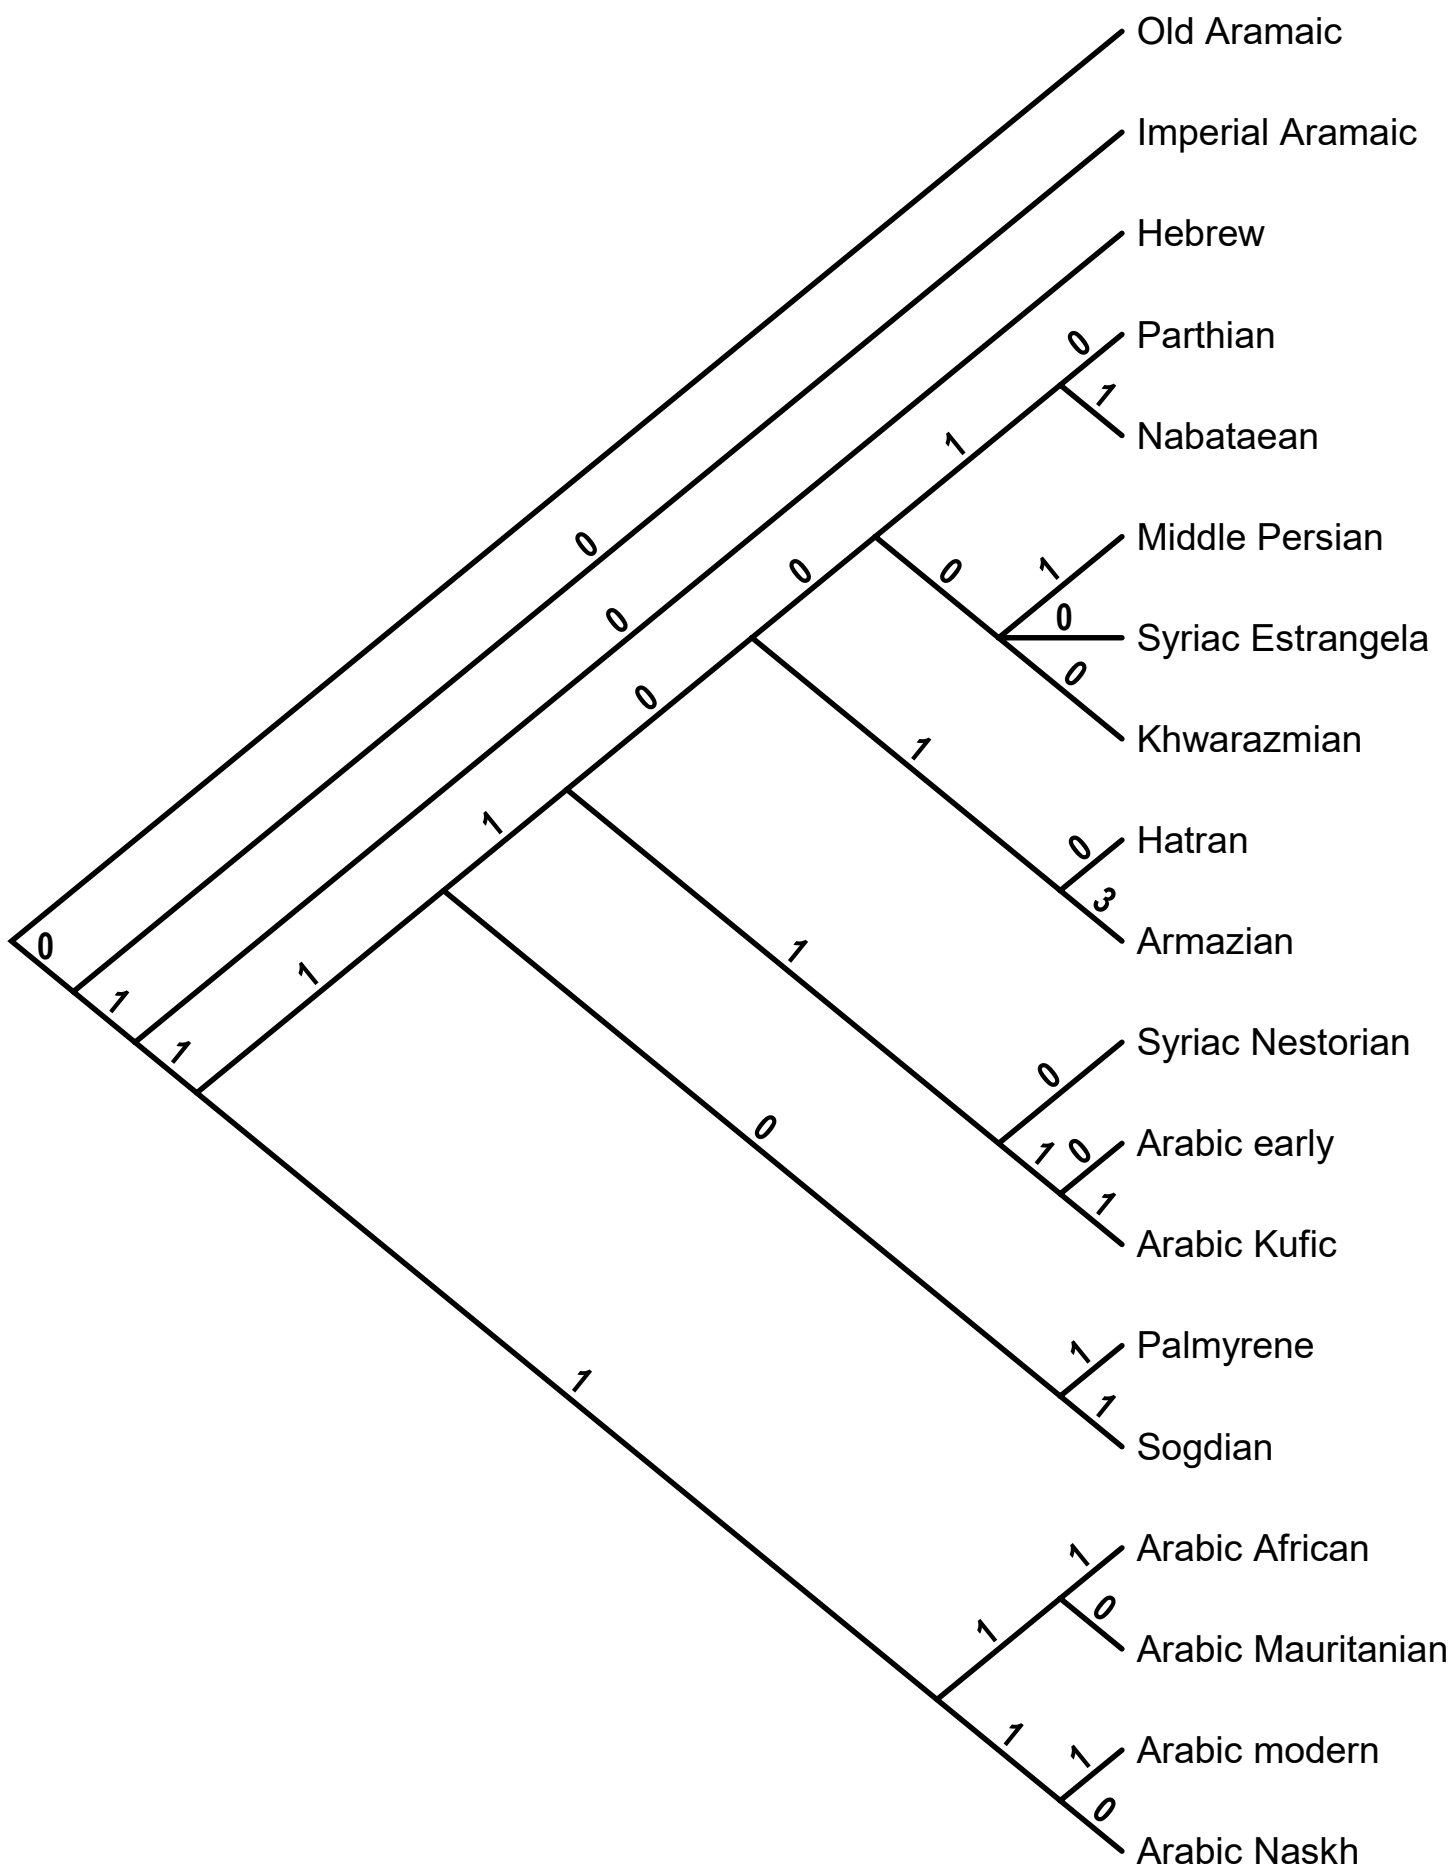 Old Aramaic
Imperial Aramaic
Hebrew
0 Parthian
1
1 Nabataean
0
Middle Persian
0 0 1
0 Syriac Estrangela
0
0
0 Khwarazmian
1
1
0 Hatran
3
0 Armazian
1 1
1
Syriac Nestorian
1 0
0
1 0 Arabic early
1
Arabic Kufic
1 Palmyrene
1
1
Sogdian
1 Arabic African
0
1 Arabic Mauritanian
1
1 Arabic modern
0
Arabic Naskh